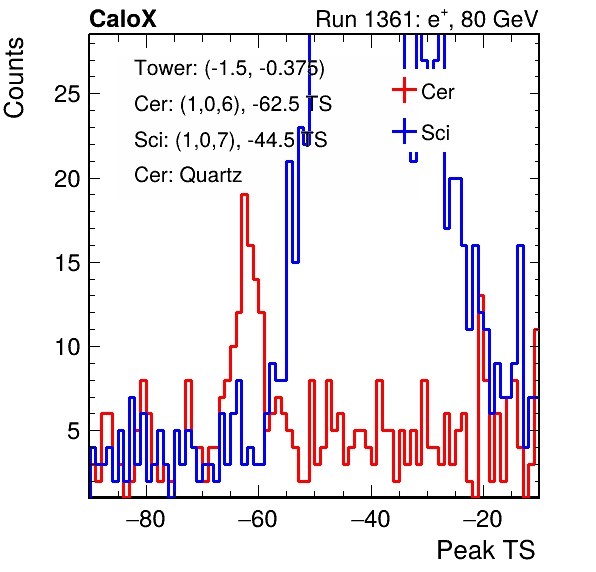 CaloX Run 1361: e⁺, 80 GeV
Counts
Tower: (-1.5, -0.375)
Cer: (1,0,6), -62.5 TS
Sci: (1,0,7), -44.5 TS
Cer: Quartz
Cer
Sci
25
20
15
10
5
−80 −60 −40 −20
Peak TS